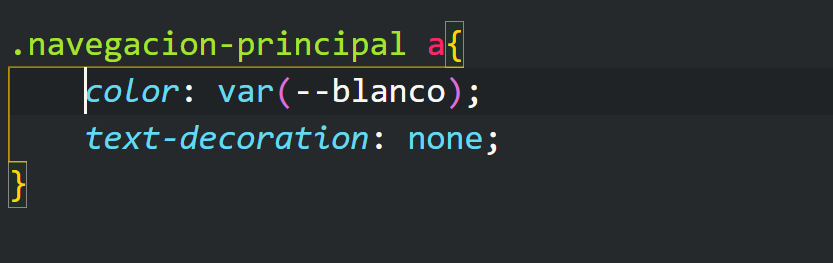 .navegacion-principal a{
    color: var(--blanco);
    text-decoration: none;
}